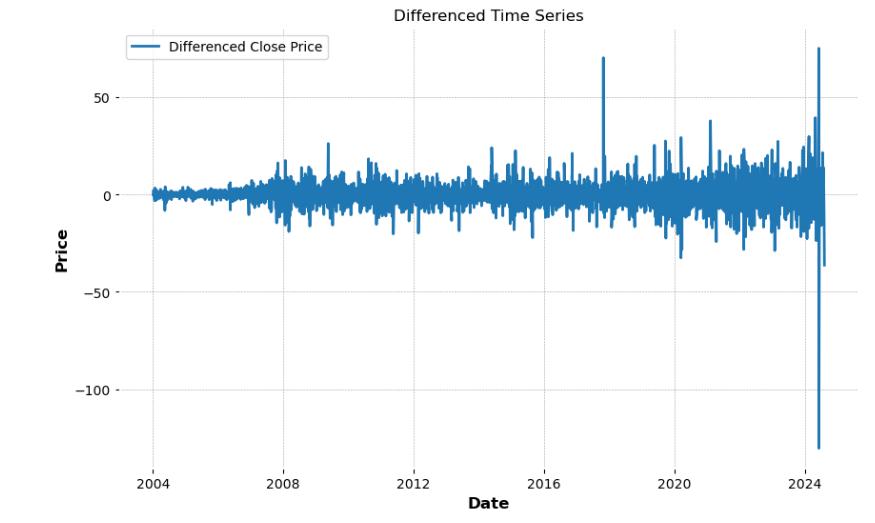 Differenced Time Series
Differenced Close Price
50
0
−50
−100
Price
2004 2008 2012 2016 2020 2024
Date